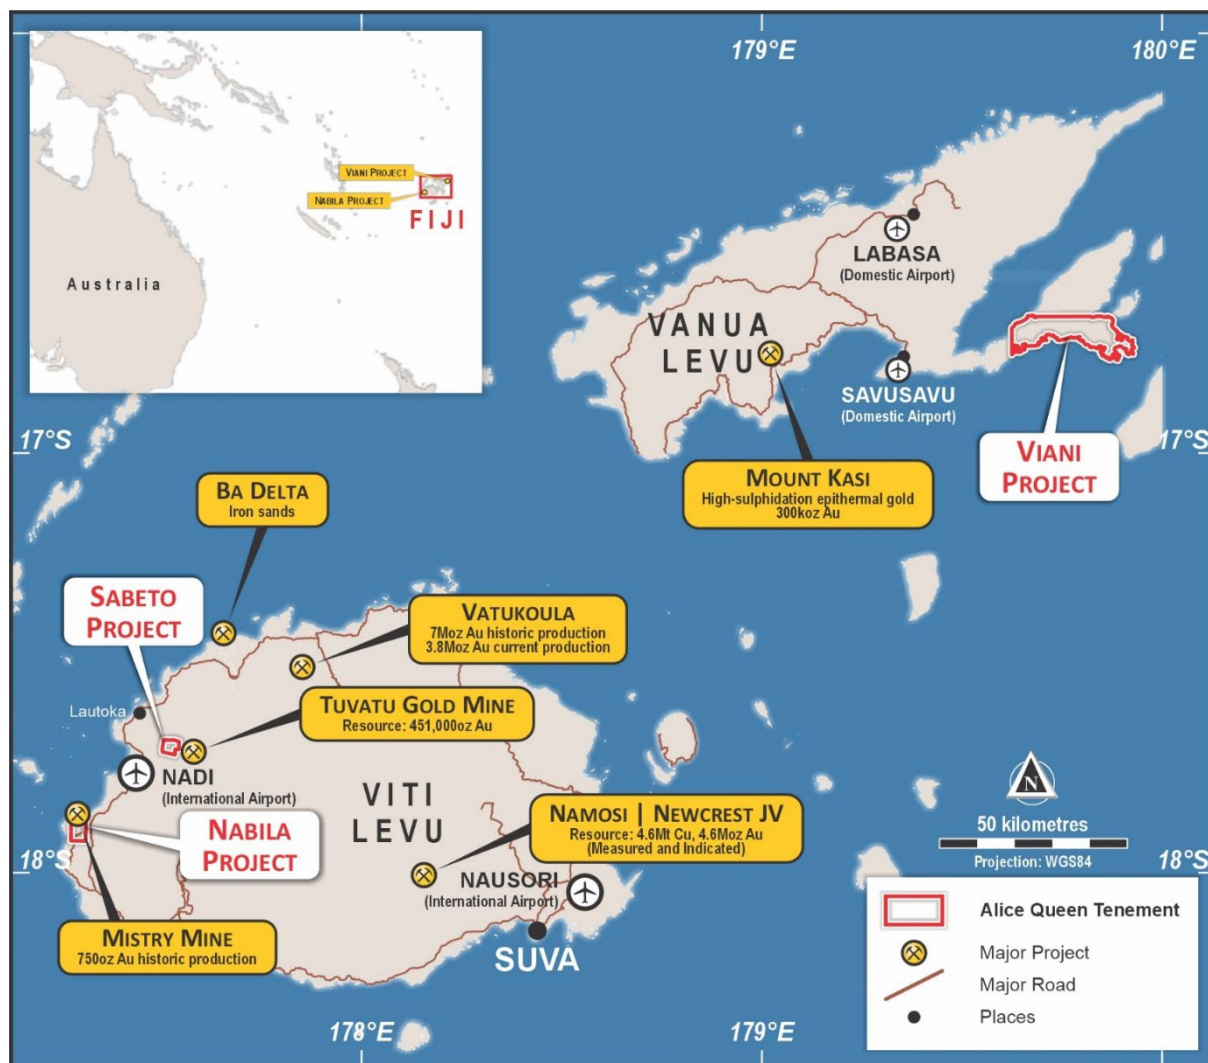 179°E
180°E
VIANI PROJECT
NABILA PROJECT
FIJI
Australia
LABASA
(Domestic Airport)
VANUA
LEVU
SAVUSAVU
(Domestic Airport)
17°S
17°S
VIANI
PROJECT
MOUNT KASI
High-sulphidation epithermal gold
300koz Au
BA DELTA
Iron sands
SABETO
PROJECT
VATUKOULA
7Moz Au historic production
3.8Moz Au current production
Lautoka
TUVATU GOLD MINE
Resource: 451,000oz Au
NADI
(International Airport)
VITI
LEVU
NABILA
PROJECT
NAMOSI | NEWCREST JV
Resource: 4.6Mt Cu, 4.6Moz Au
(Measured and Indicated)
N
50 kilometres
Projection: WGS84
18°S
18°S
NAUSORI
(International Airport)
MISTRY MINE
750oz Au historic production
SUVA
Alice Queen Tenement
Major Project
Major Road
Places
178°E
179°E